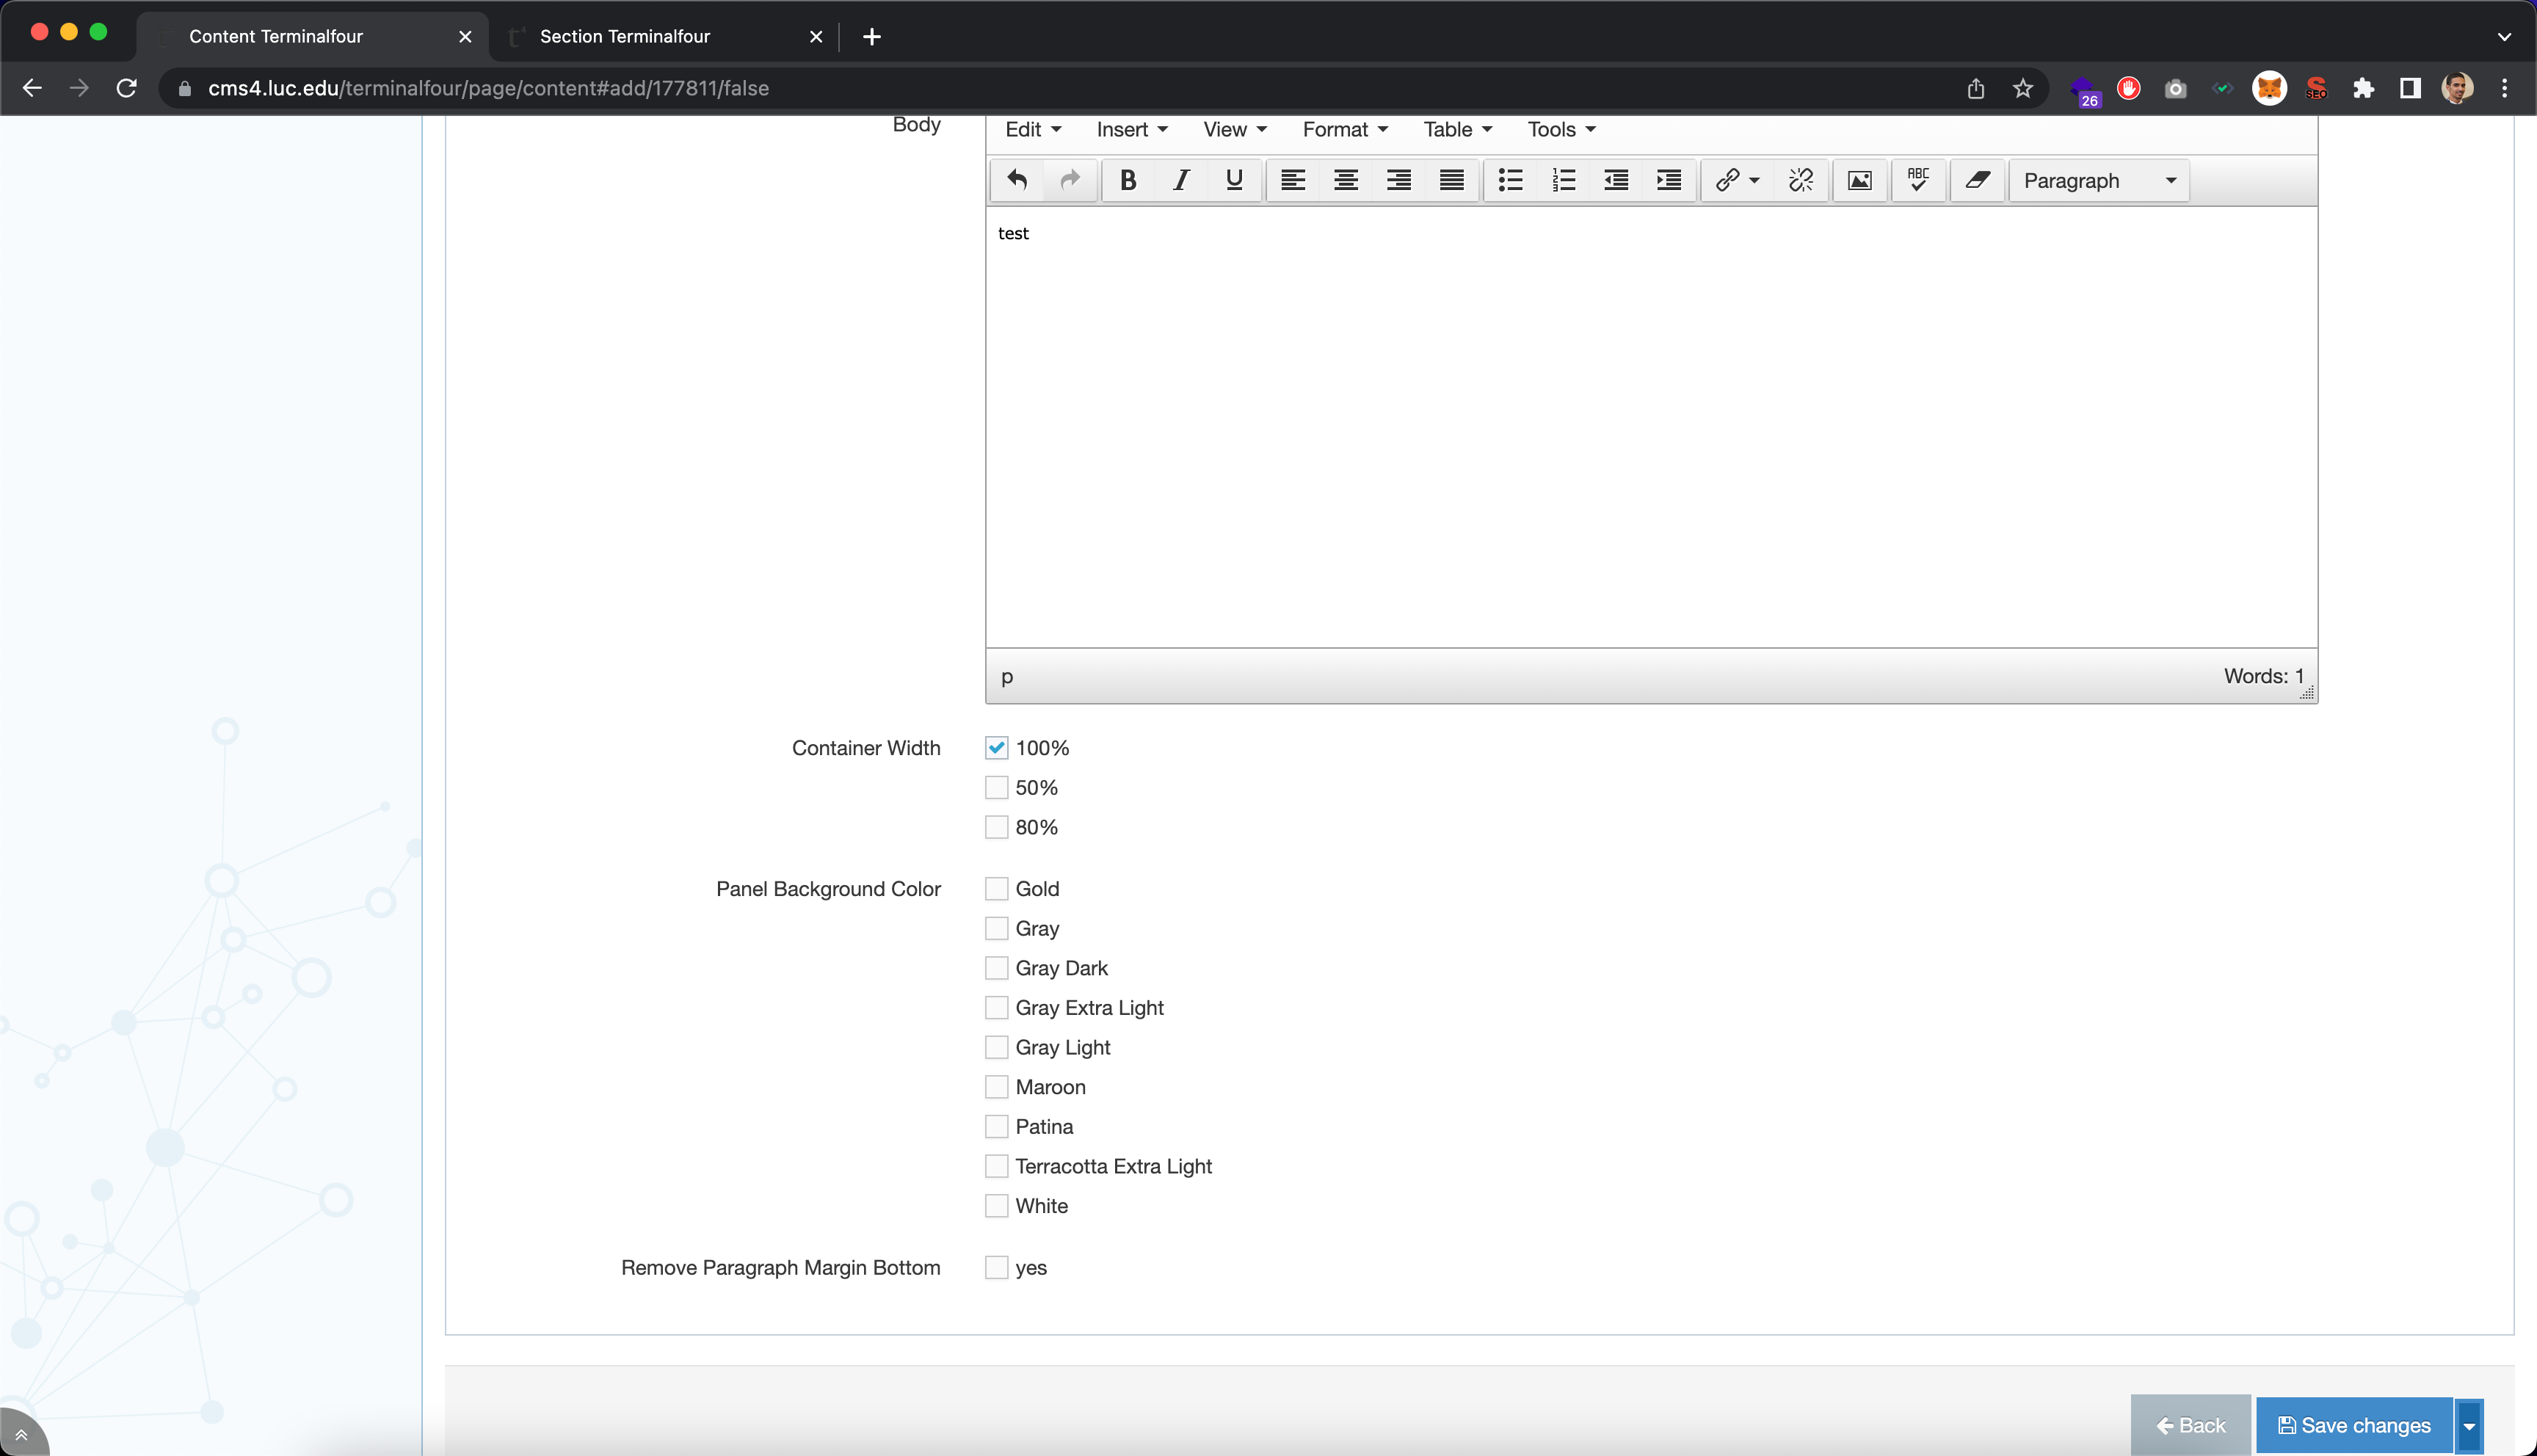 Content Terminalfour
Section Terminalfour
cms4.luc.edu/terminalfour/page/content#add/177811/false
26
SEO
Body
Edit Insert View Format Table Tools
B I U ABC Paragraph
test
p Words: 1
Container Width 100%
50%
80%
Panel Background Color Gold
Gray
Gray Dark
Gray Extra Light
Gray Light
Maroon
Patina
Terracotta Extra Light
White
Remove Paragraph Margin Bottom yes
Back Save changes